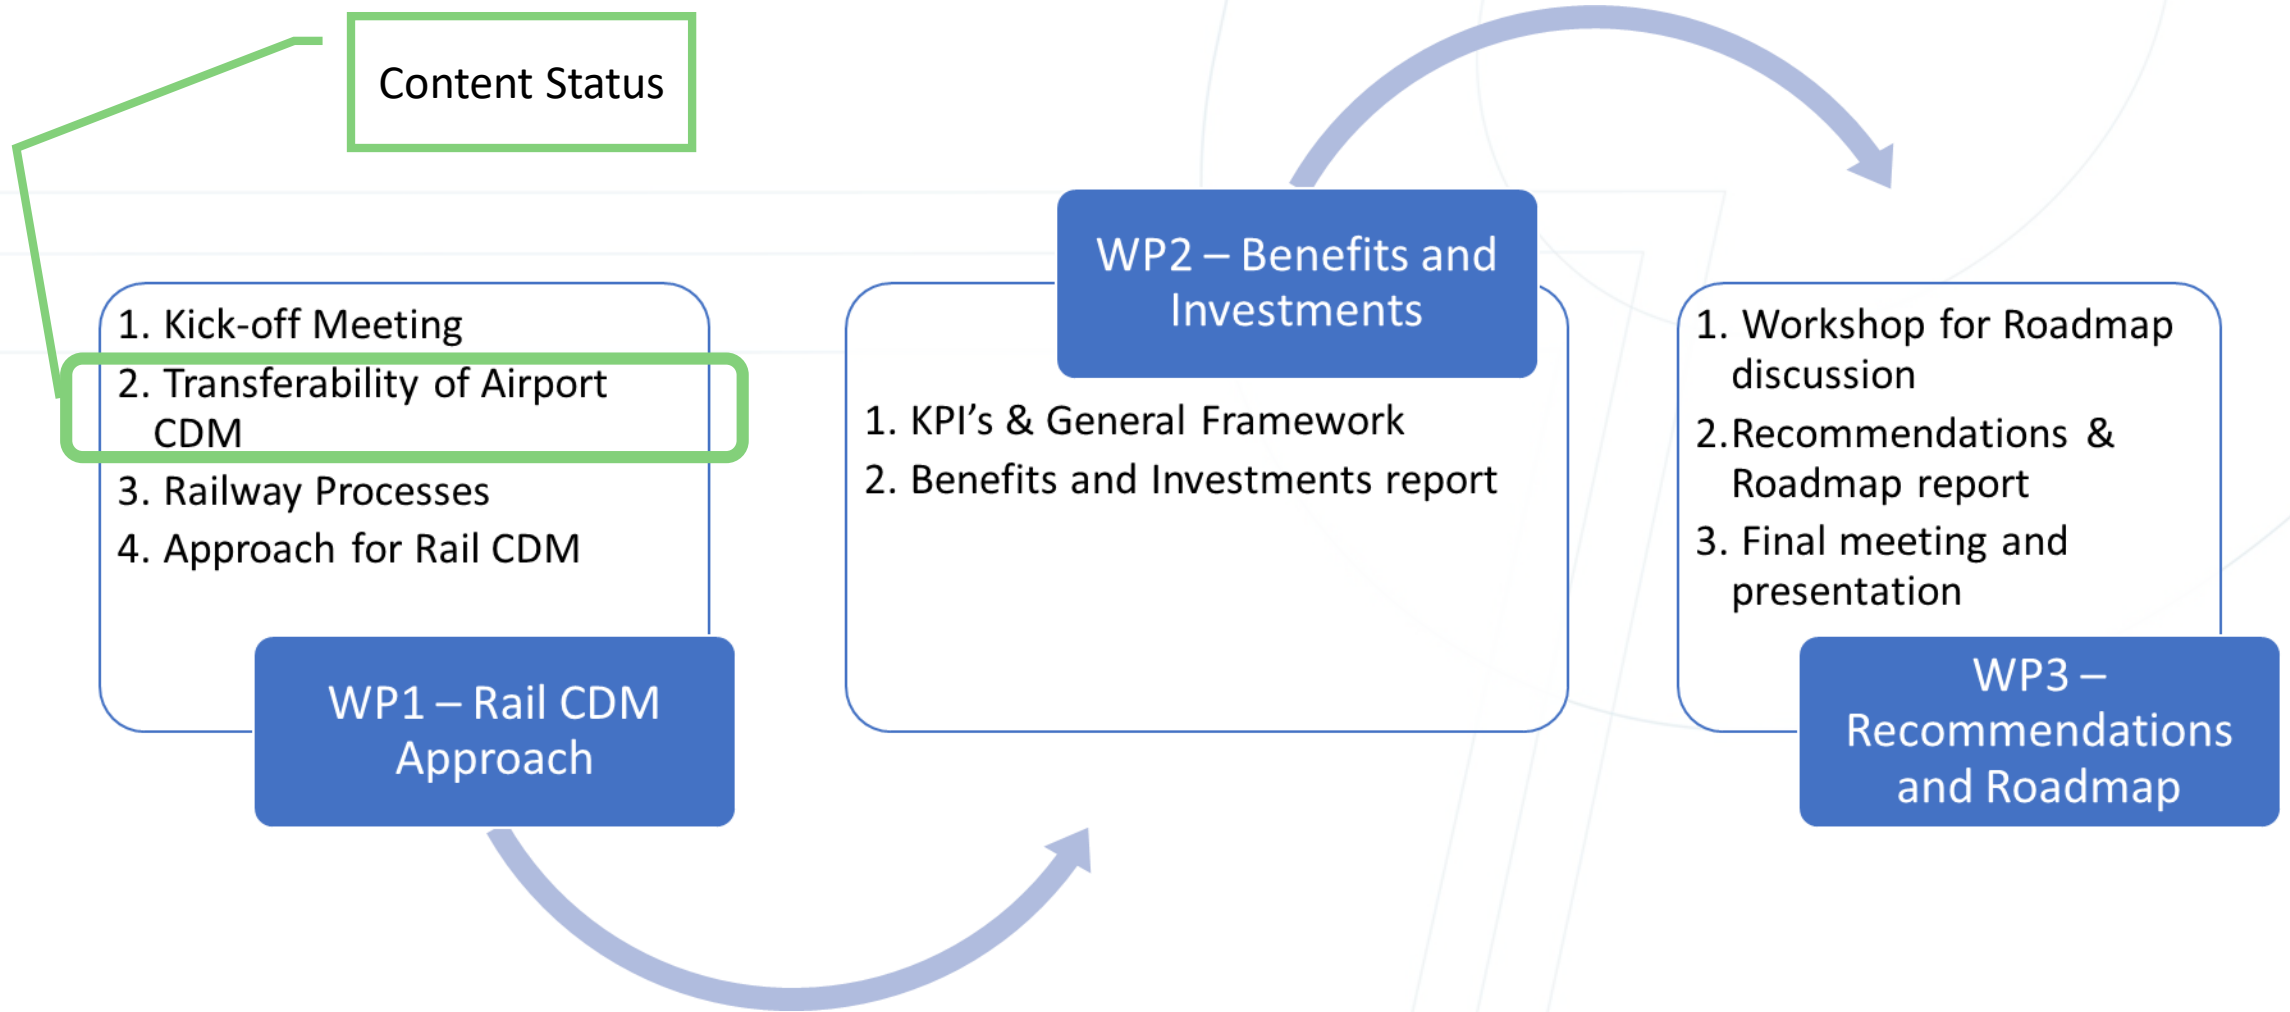 Content Status
1. Kick-off Meeting
2. Transferability of Airport
CDM
3. Railway Processes
4. Approach for Rail CDM
WP1 – Rail CDM
Approach
WP2 – Benefits and
Investments
1. KPI’s & General Framework
2. Benefits and Investments report
1. Workshop for Roadmap
discussion
2.Recommendations &
Roadmap report
3. Final meeting and
presentation
WP3 –
Recommendations
and Roadmap